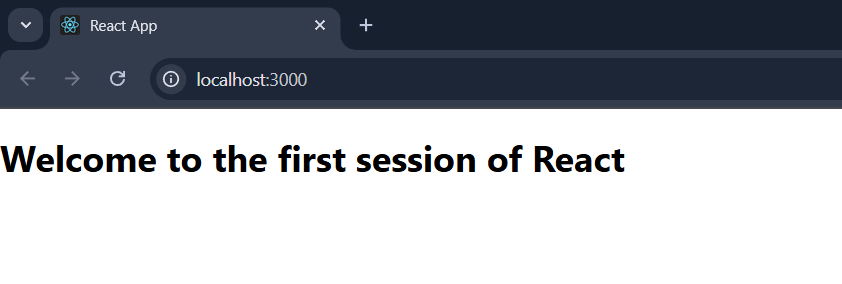 React App
localhost:3000
Welcome to the first session of React